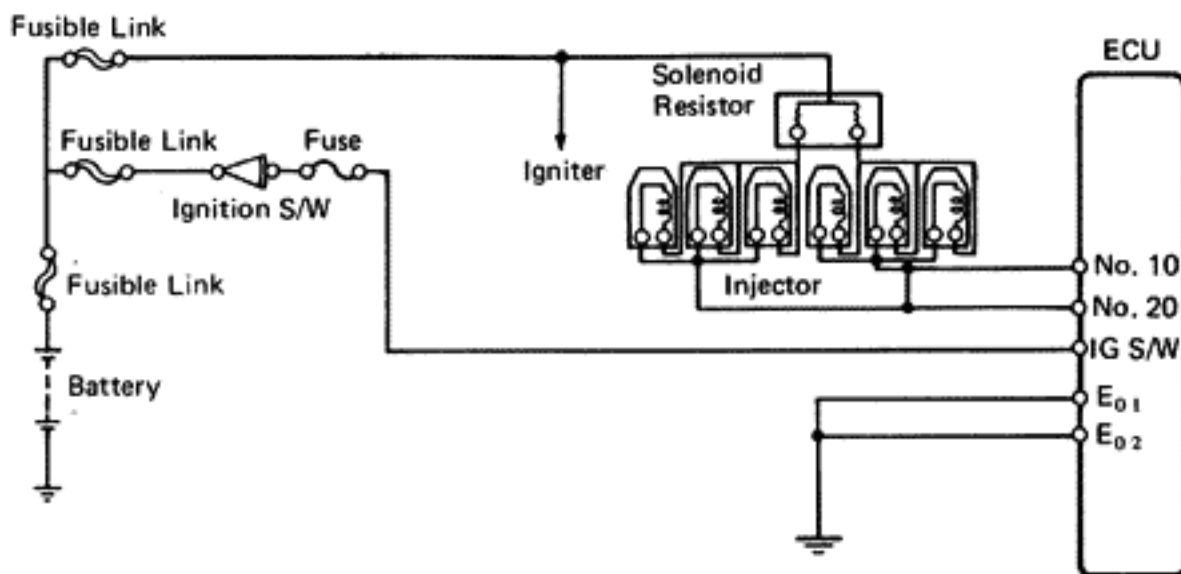 Fusible Link
ECU
Solenoid
Resistor
Fusible Link
Fuse
Igniter
Ignition S/W
No. 10
Fusible Link
Injector
No. 20
IG S/W
Battery
E01
E02